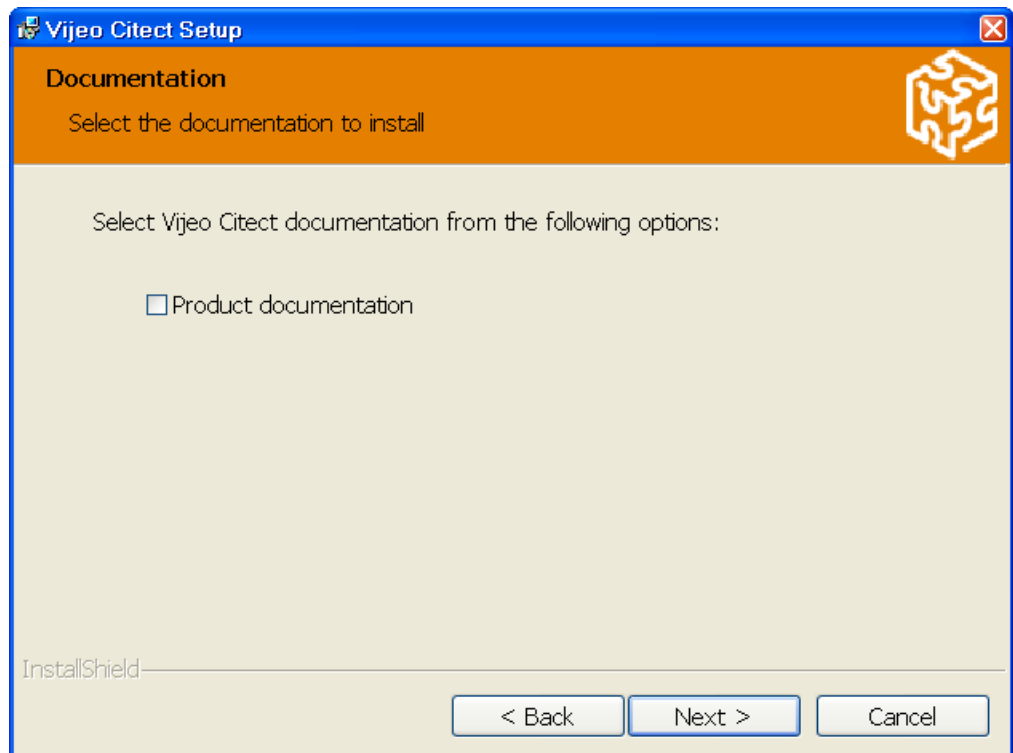 Vijeo Citect Setup
Documentation
Select the documentation to install
Select Vijeo Citect documentation from the following options:
Product documentation
InstallShield
< Back Next > Cancel